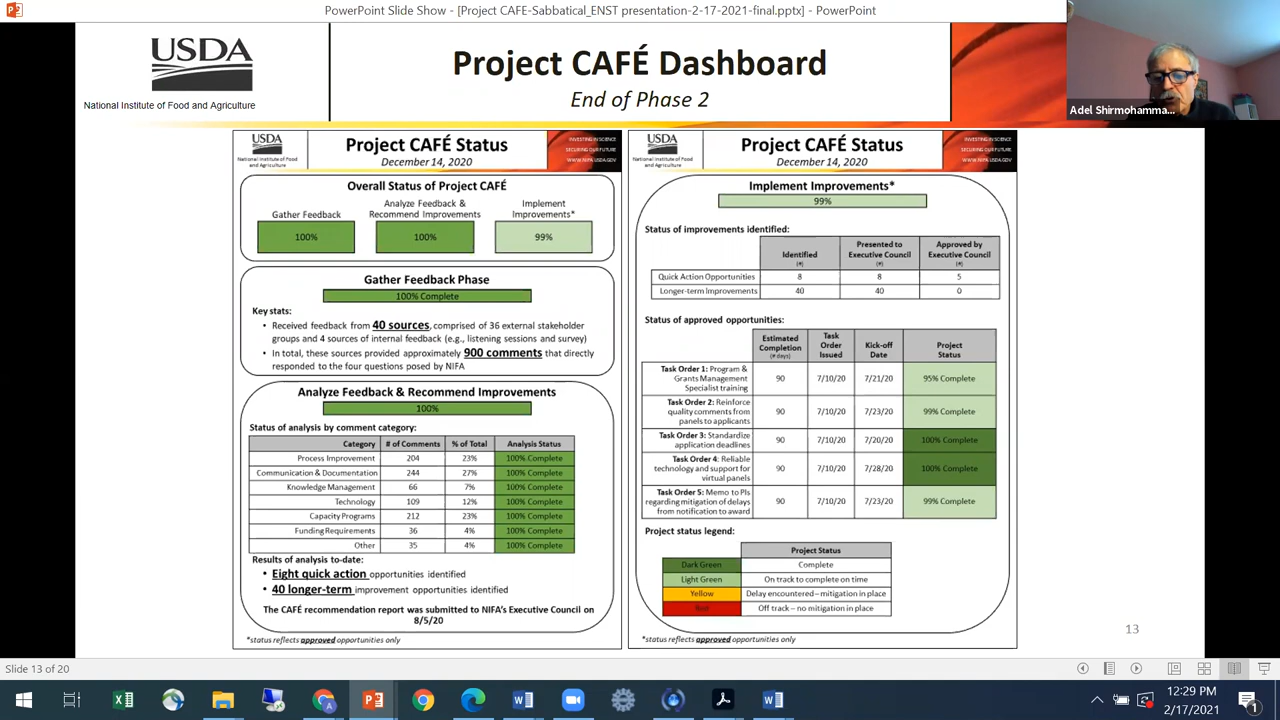 PowerPoint Slide Show - [Project CAFE-Sabbatical_ENST presentation-2-17-2021-final.pptx] - PowerPoint
USDA
National Institute of Food and Agriculture
Project CAFÉ Dashboard
End of Phase 2
Adel Shirmohamma...
USDA
National Institute of Food
and Agriculture
Project CAFÉ Status
December 14, 2020
INVESTING IN SCIENCE
SECURING OUR FUTURE
WWW.NIFA.USDA.GOV
Overall Status of Project CAFÉ
Gather Feedback
Analyze Feedback &
Recommend Improvements
Implement
Improvements*
100%
100%
99%
Gather Feedback Phase
100% Complete
Key stats:
• Received feedback from 40 sources, comprised of 36 external stakeholder
groups and 4 sources of internal feedback (e.g., listening sessions and survey)
• In total, these sources provided approximately 900 comments that directly
responded to the four questions posed by NIFA
Analyze Feedback & Recommend Improvements
100%
Status of analysis by comment category:
Category # of Comments % of Total Analysis Status
Process Improvement 204 23% 100% Complete
Communication & Documentation 244 27% 100% Complete
Knowledge Management 66 7% 100% Complete
Technology 109 12% 100% Complete
Capacity Programs 212 23% 100% Complete
Funding Requirements 36 4% 100% Complete
Other 35 4% 100% Complete
Results of analysis to-date:
• Eight quick action opportunities identified
• 40 longer-term improvement opportunities identified
The CAFÉ recommendation report was submitted to NIFA's Executive Council on
8/5/20
*status reflects approved opportunities only
USDA
National Institute of Food
and Agriculture
Project CAFÉ Status
December 14, 2020
INVESTING IN SCIENCE
SECURING OUR FUTURE
WWW.NIFA.USDA.GOV
Implement Improvements*
99%
Status of improvements identified:
Identified
(#)
Presented to
Executive Council
(#)
Approved by
Executive Council
(#)
Quick Action Opportunities 8 8 5
Longer-term Improvements 40 40 0
Status of approved opportunities:
Estimated
Completion
(# days)
Task
Order
Issued
Kick-off
Date
Project
Status
Task Order 1: Program &
Grants Management
Specialist training
90 7/10/20 7/21/20 95% Complete
Task Order 2: Reinforce
quality comments from
panels to applicants
90 7/10/20 7/23/20 99% Complete
Task Order 3: Standardize
application deadlines
90 7/10/20 7/20/20 100% Complete
Task Order 4: Reliable
technology and support for
virtual panels
90 7/10/20 7/28/20 100% Complete
Task Order 5: Memo to PIs
regarding mitigation of delays
from notification to award
90 7/10/20 7/23/20 99% Complete
Project status legend:
Project Status
Dark Green Complete
Light Green On track to complete on time
Yellow Delay encountered – mitigation in place
Red Off track – no mitigation in place
*status reflects approved opportunities only
13
Slide 13 of 20
12:29 PM
2/17/2021
1